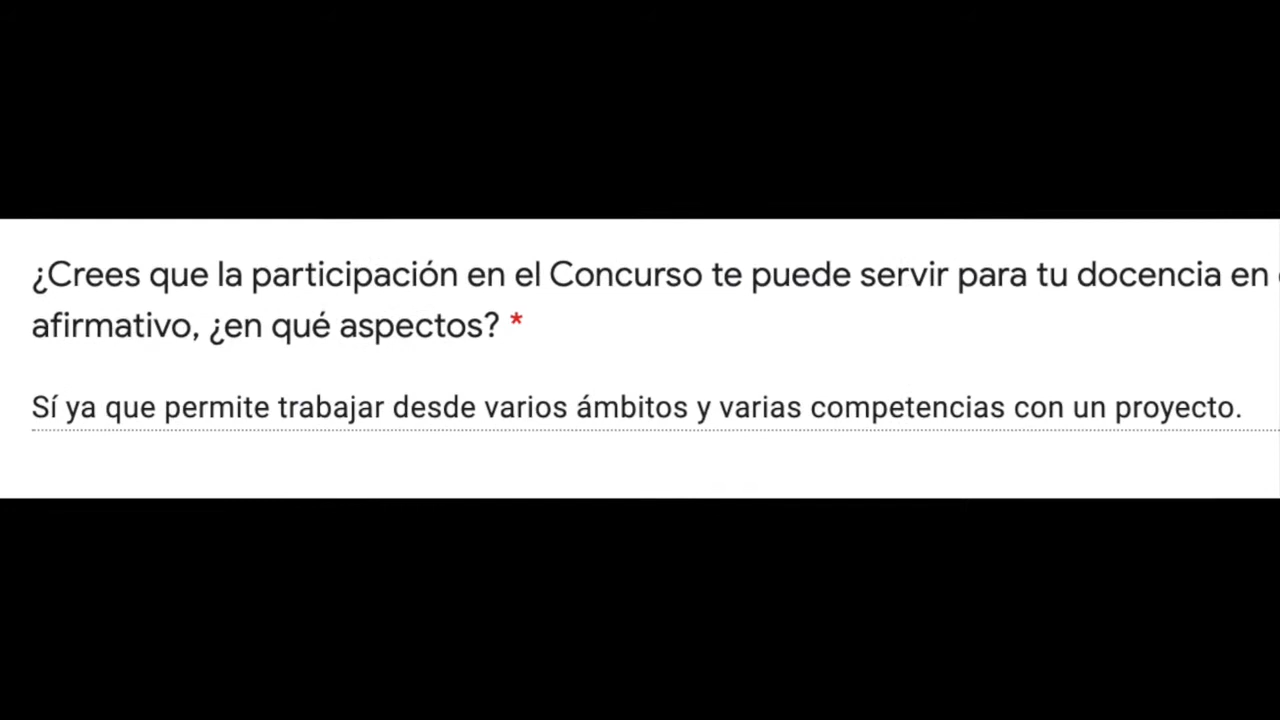 ¿Crees que la participación en el Concurso te puede servir para tu docencia en
afirmativo, ¿en qué aspectos? *
Sí ya que permite trabajar desde varios ámbitos y varias competencias con un proyecto.